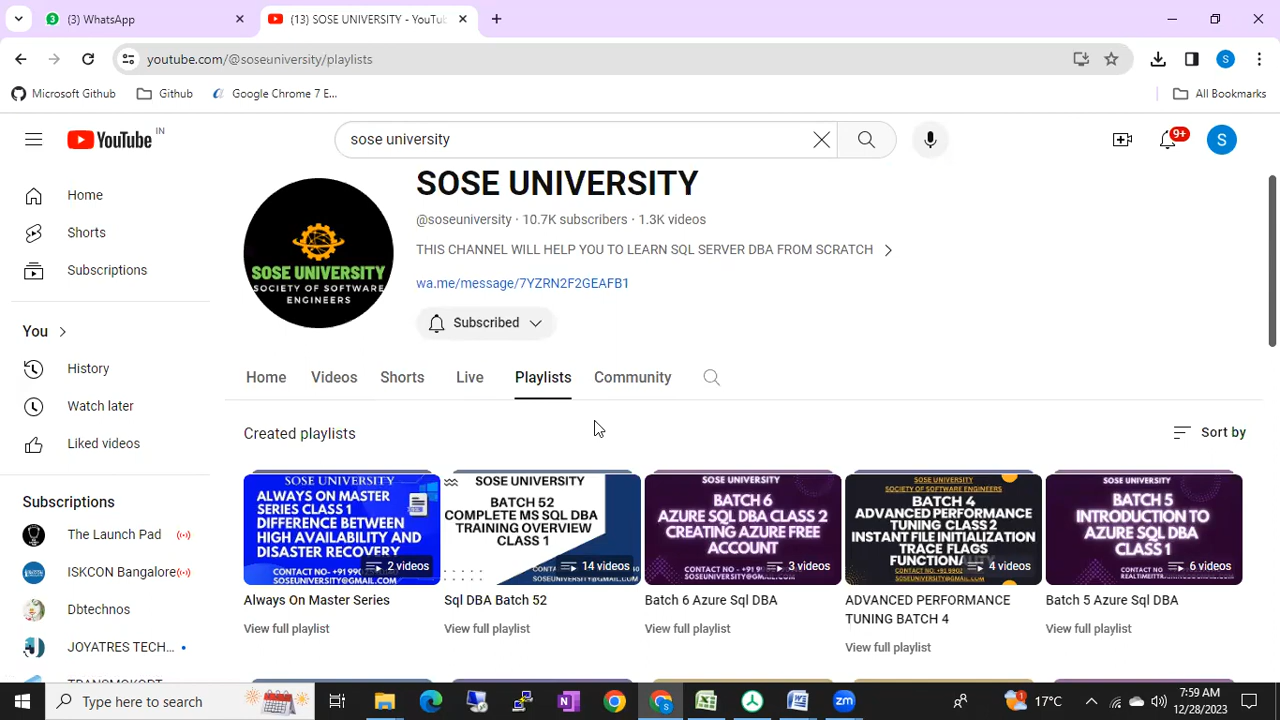 3
(3) WhatsApp
(13) SOSE UNIVERSITY - YouTu
youtube.com/@soseuniversity/playlists
S
Microsoft Github
Github
Google Chrome 7 E...
All Bookmarks
YouTube IN
sose university
9+
S
SOSE UNIVERSITY
@soseuniversity · 10.7K subscribers · 1.3K videos
THIS CHANNEL WILL HELP YOU TO LEARN SQL SERVER DBA FROM SCRATCH
wa.me/message/7YZRN2F2GEAFB1
Subscribed
SOSE UNIVERSITY
SOCIETY OF SOFTWARE
ENGINEERS
Home
Shorts
Subscriptions
You
History
Watch later
Liked videos
Subscriptions
The Launch Pad
ISKCON Bangalore
Dbtechnos
JOYATRES TECH...
Home Videos Shorts Live Playlists Community
Created playlists
Sort by
SOSE UNIVERSITY
ALWAYS ON MASTER
SERIES CLASS 1
DIFFERENCE BETWEEN
HIGH AVAILABILITY AND
DISASTER RECOVERY
2 videos
SOSEUNIVERSITY@GMAIL.COM
Always On Master Series
View full playlist
SOSE UNIVERSITY
BATCH 52
COMPLETE MS SQL DBA
TRAINING OVERVIEW
CLASS 1
14 videos
Sql DBA Batch 52
View full playlist
SOSE UNIVERSITY
BATCH 6
AZURE SQL DBA CLASS 2
CREATING AZURE FREE
ACCOUNT
3 videos
Batch 6 Azure Sql DBA
View full playlist
SOSE UNIVERSITY
SOCIETY OF SOFTWARE ENGINEERS
BATCH 4
ADVANCED PERFORMANCE
TUNING CLASS 2
INSTANT FILE INITIALIZATION
TRACE FLAGS
4 videos
ADVANCED PERFORMANCE
TUNING BATCH 4
View full playlist
SOSE UNIVERSITY
BATCH 5
INTRODUCTION TO
AZURE SQL DBA
CLASS 1
6 videos
Batch 5 Azure Sql DBA
View full playlist
Type here to search
S
zm
1
17°C
7:59 AM
12/28/2023